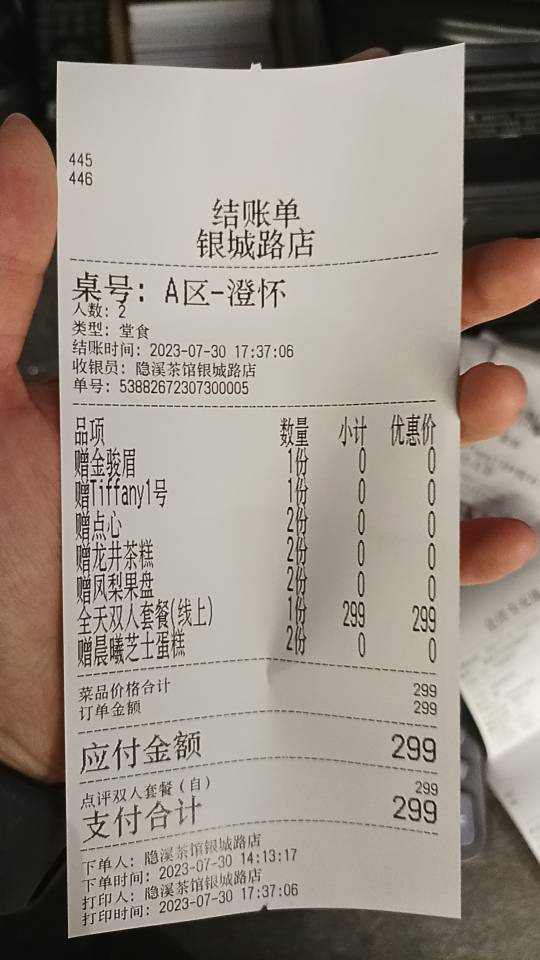 445
446
结账单
银城路店
桌号: A区-澄怀
人数: 2
类型: 堂食
结账时间: 2023-07-30 17:37:06
收银员: 隐溪茶馆银城路店
单号: 53882672307300005
品项 数量 小计 优惠价
赠金骏眉 1份 0 0
赠Tiffany1号 1份 0 0
赠点心 2份 0 0
赠龙井茶糕 2份 0 0
赠凤梨果盘 2份 0 0
全天双人套餐(线上) 1份 299 299
赠晨曦芝士蛋糕 2份 0 0
菜品价格合计 299
订单金额 299
应付金额 299
点评双人套餐(自) 299
支付合计 299
下单人: 隐溪茶馆银城路店
下单时间: 2023-07-30 14:13:17
打印人: 隐溪茶馆银城路店
打印时间: 2023-07-30 17:37:06